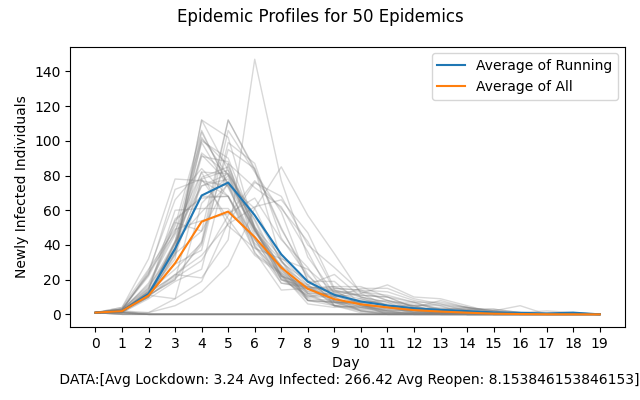 Epidemic Profiles for 50 Epidemics
Newly Infected Individuals
140
120
100
80
60
40
20
0
Average of Running
Average of All
0 1 2 3 4 5 6 7 8 9 10 11 12 13 14 15 16 17 18 19
Day
DATA:[Avg Lockdown: 3.24 Avg Infected: 266.42 Avg Reopen: 8.153846153846153]